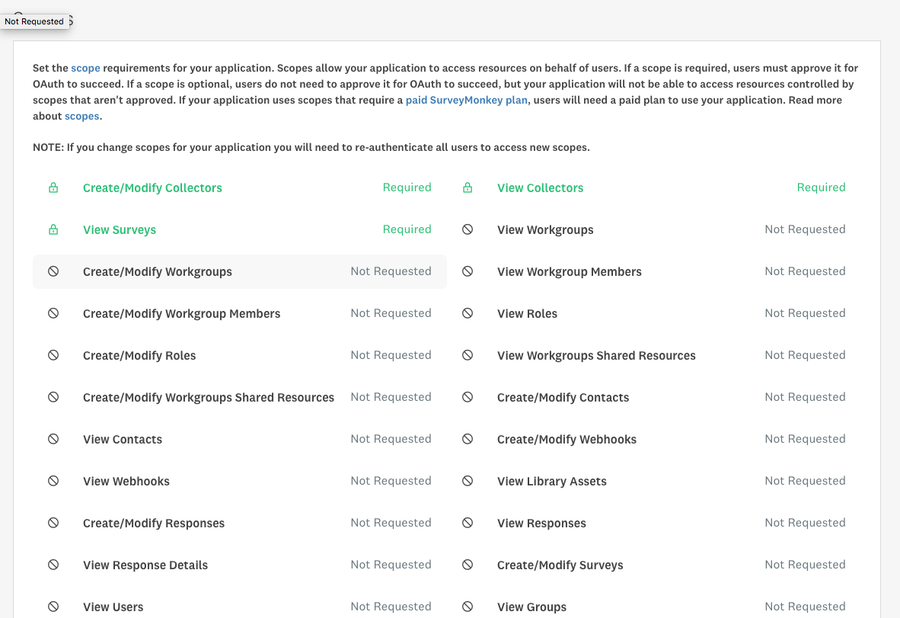 Not Requested
Set the scope requirements for your application. Scopes allow your application to access resources on behalf of users. If a scope is required, users must approve it for
OAuth to succeed. If a scope is optional, users do not need to approve it for OAuth to succeed, but your application will not be able to access resources controlled by
scopes that aren't approved. If your application uses scopes that require a paid SurveyMonkey plan, users will need a paid plan to use your application. Read more
about scopes.
NOTE: If you change scopes for your application you will need to re-authenticate all users to access new scopes.
Create/Modify Collectors Required View Collectors Required
View Surveys Required View Workgroups Not Requested
Create/Modify Workgroups Not Requested View Workgroup Members Not Requested
Create/Modify Workgroup Members Not Requested View Roles Not Requested
Create/Modify Roles Not Requested View Workgroups Shared Resources Not Requested
Create/Modify Workgroups Shared Resources Not Requested Create/Modify Contacts Not Requested
View Contacts Not Requested Create/Modify Webhooks Not Requested
View Webhooks Not Requested View Library Assets Not Requested
Create/Modify Responses Not Requested View Responses Not Requested
View Response Details Not Requested Create/Modify Surveys Not Requested
View Users Not Requested View Groups Not Requested